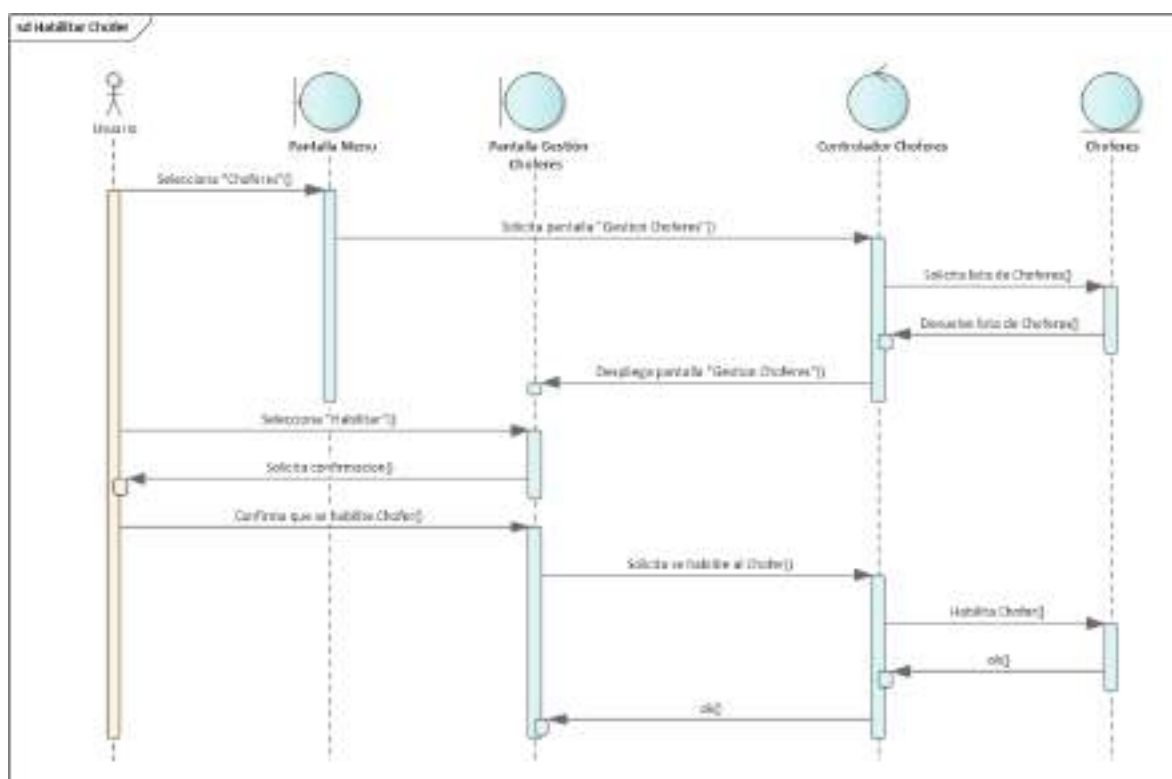 sd Habilitar Chofer
Usuario
Pantalla Menu
Pantalla Gestión
Choferes
Controlador Choferes
Choferes
Selecciona "Choferes"()
Solicita pantalla "Gestion Choferes"()
Solicita lista de Choferes()
Devuelve lista de Choferes()
Despliega pantalla "Gestion Choferes"()
Selecciona "Habilitar"()
Solicita confirmacion()
Confirma que se habilite Chofer()
Solicita se habilite al Chofer()
Habilita Chofer()
ok()
ok()